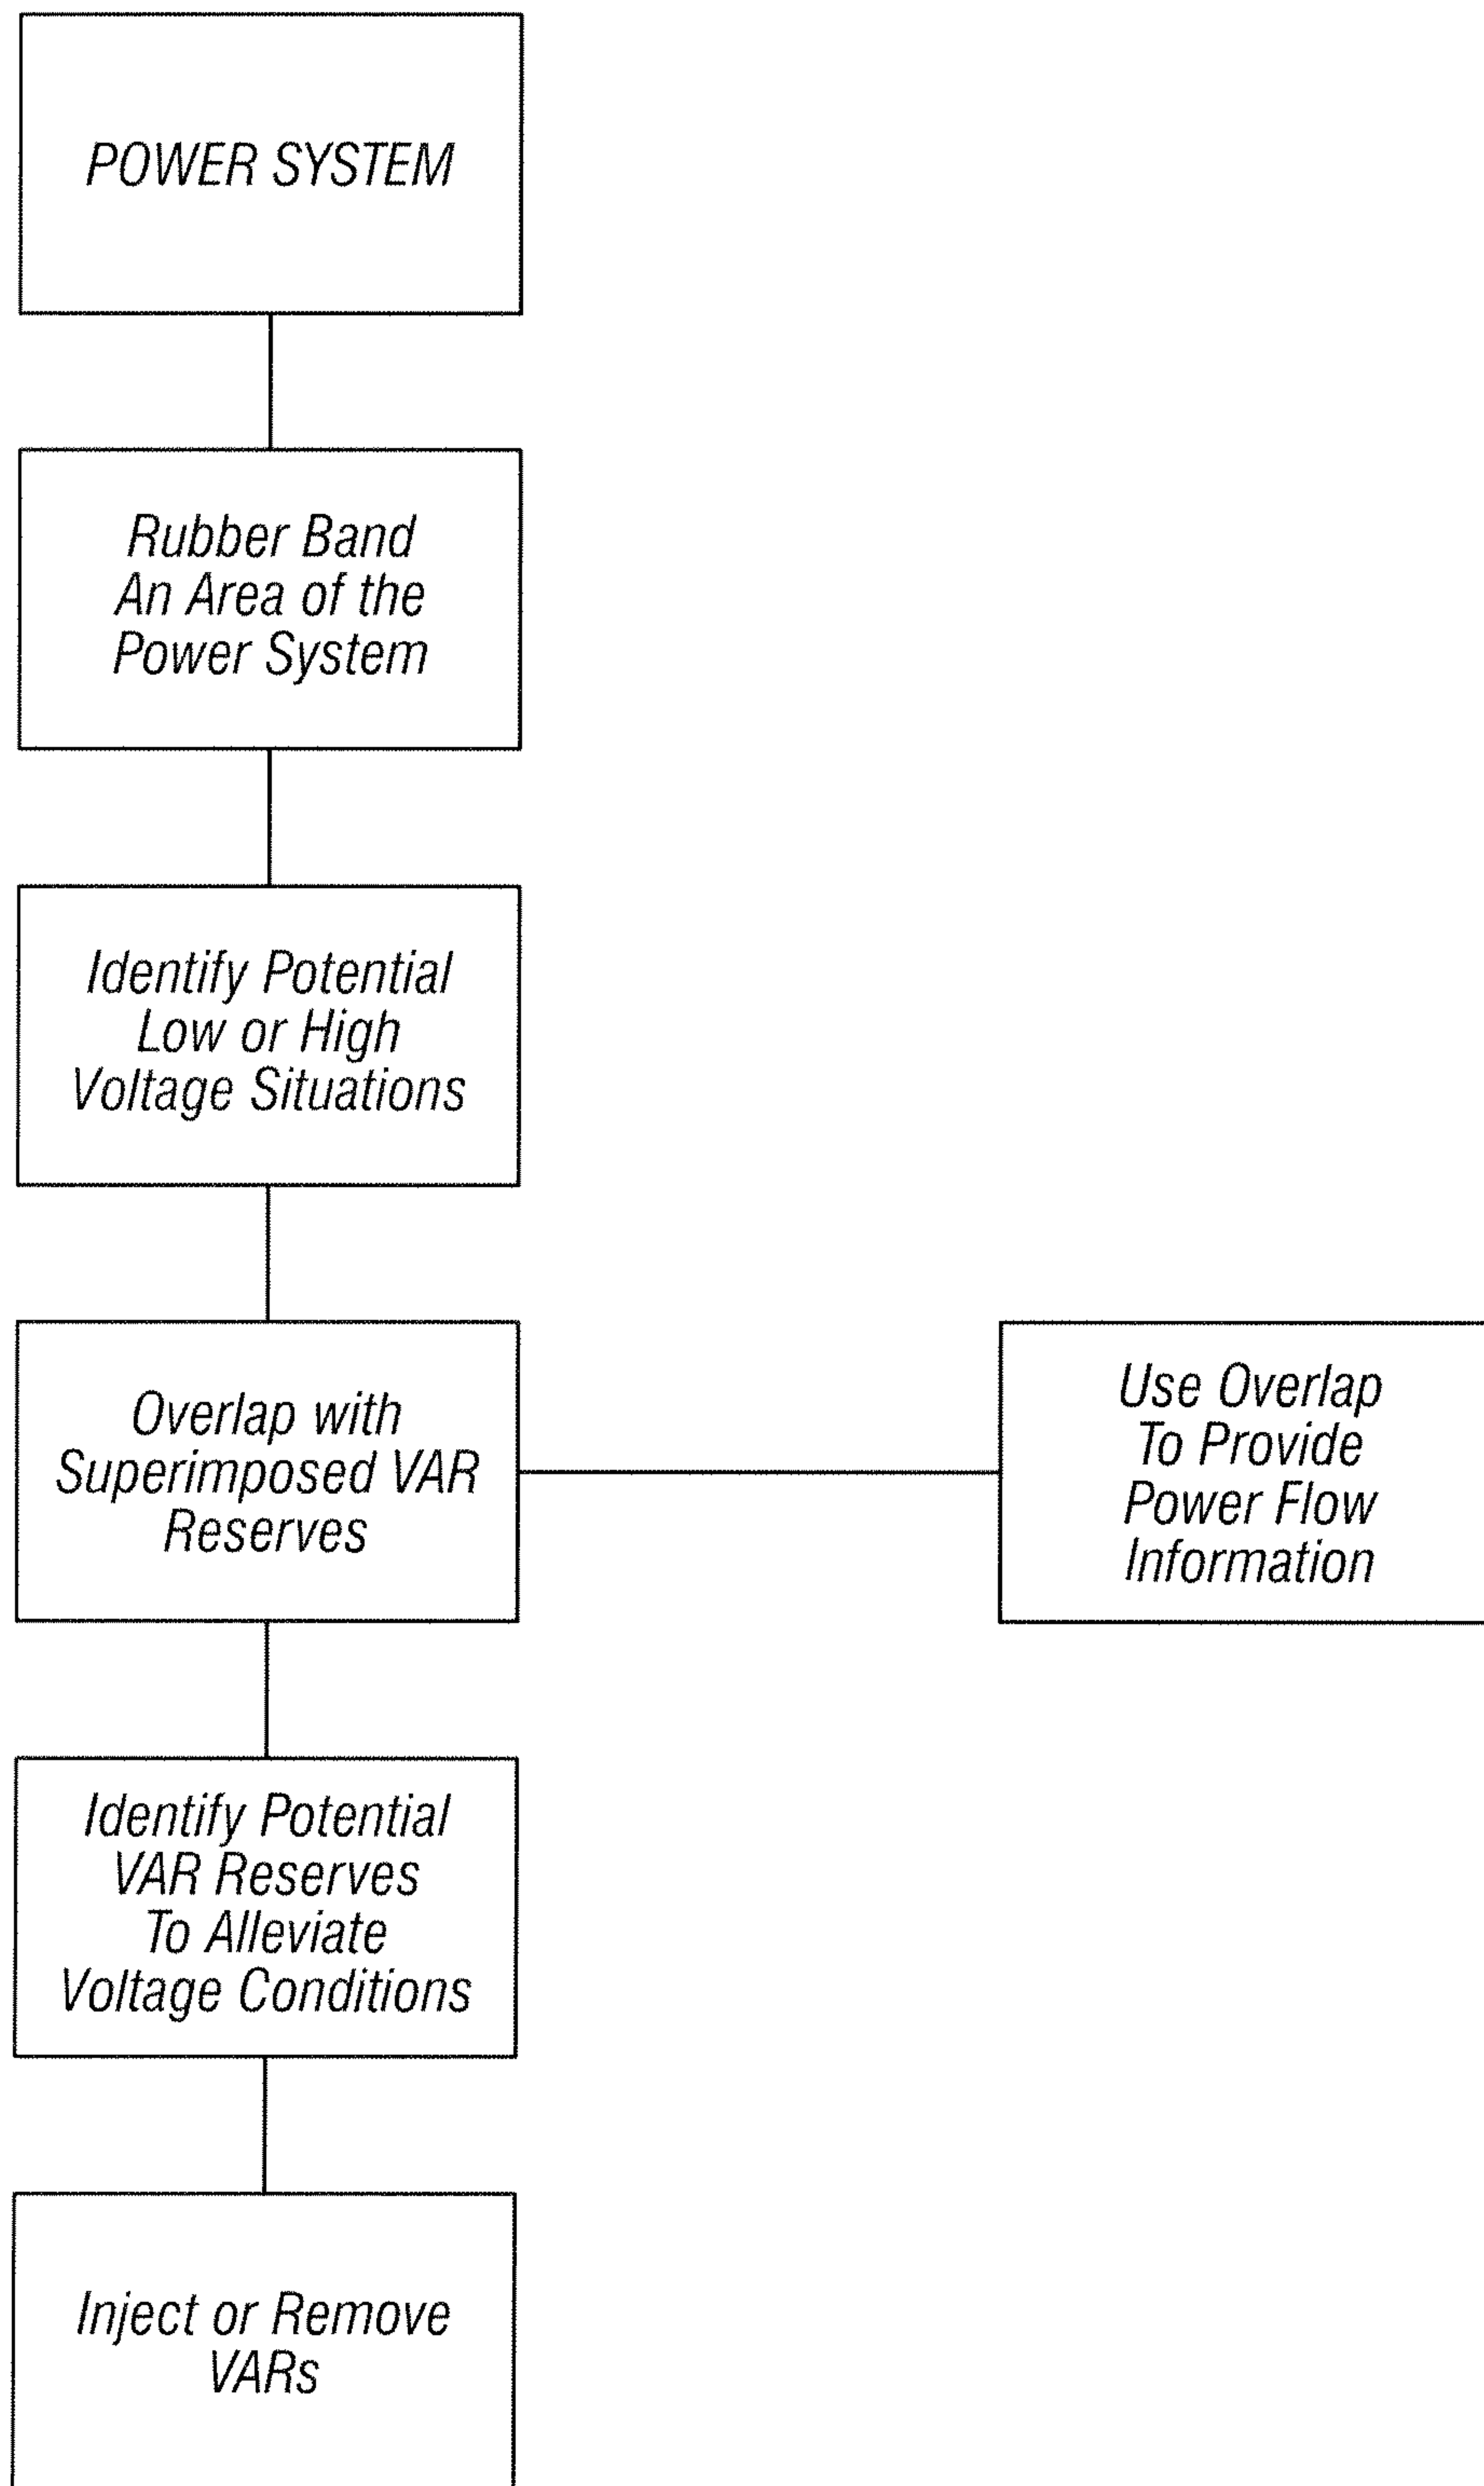 POWER SYSTEM
Rubber Band
An Area of the
Power System
Identify Potential
Low or High
Voltage Situations
Overlap with
Superimposed VAR
Reserves
Use Overlap
To Provide
Power Flow
Information
Identify Potential
VAR Reserves
To Alleviate
Voltage Conditions
Inject or Remove
VARs